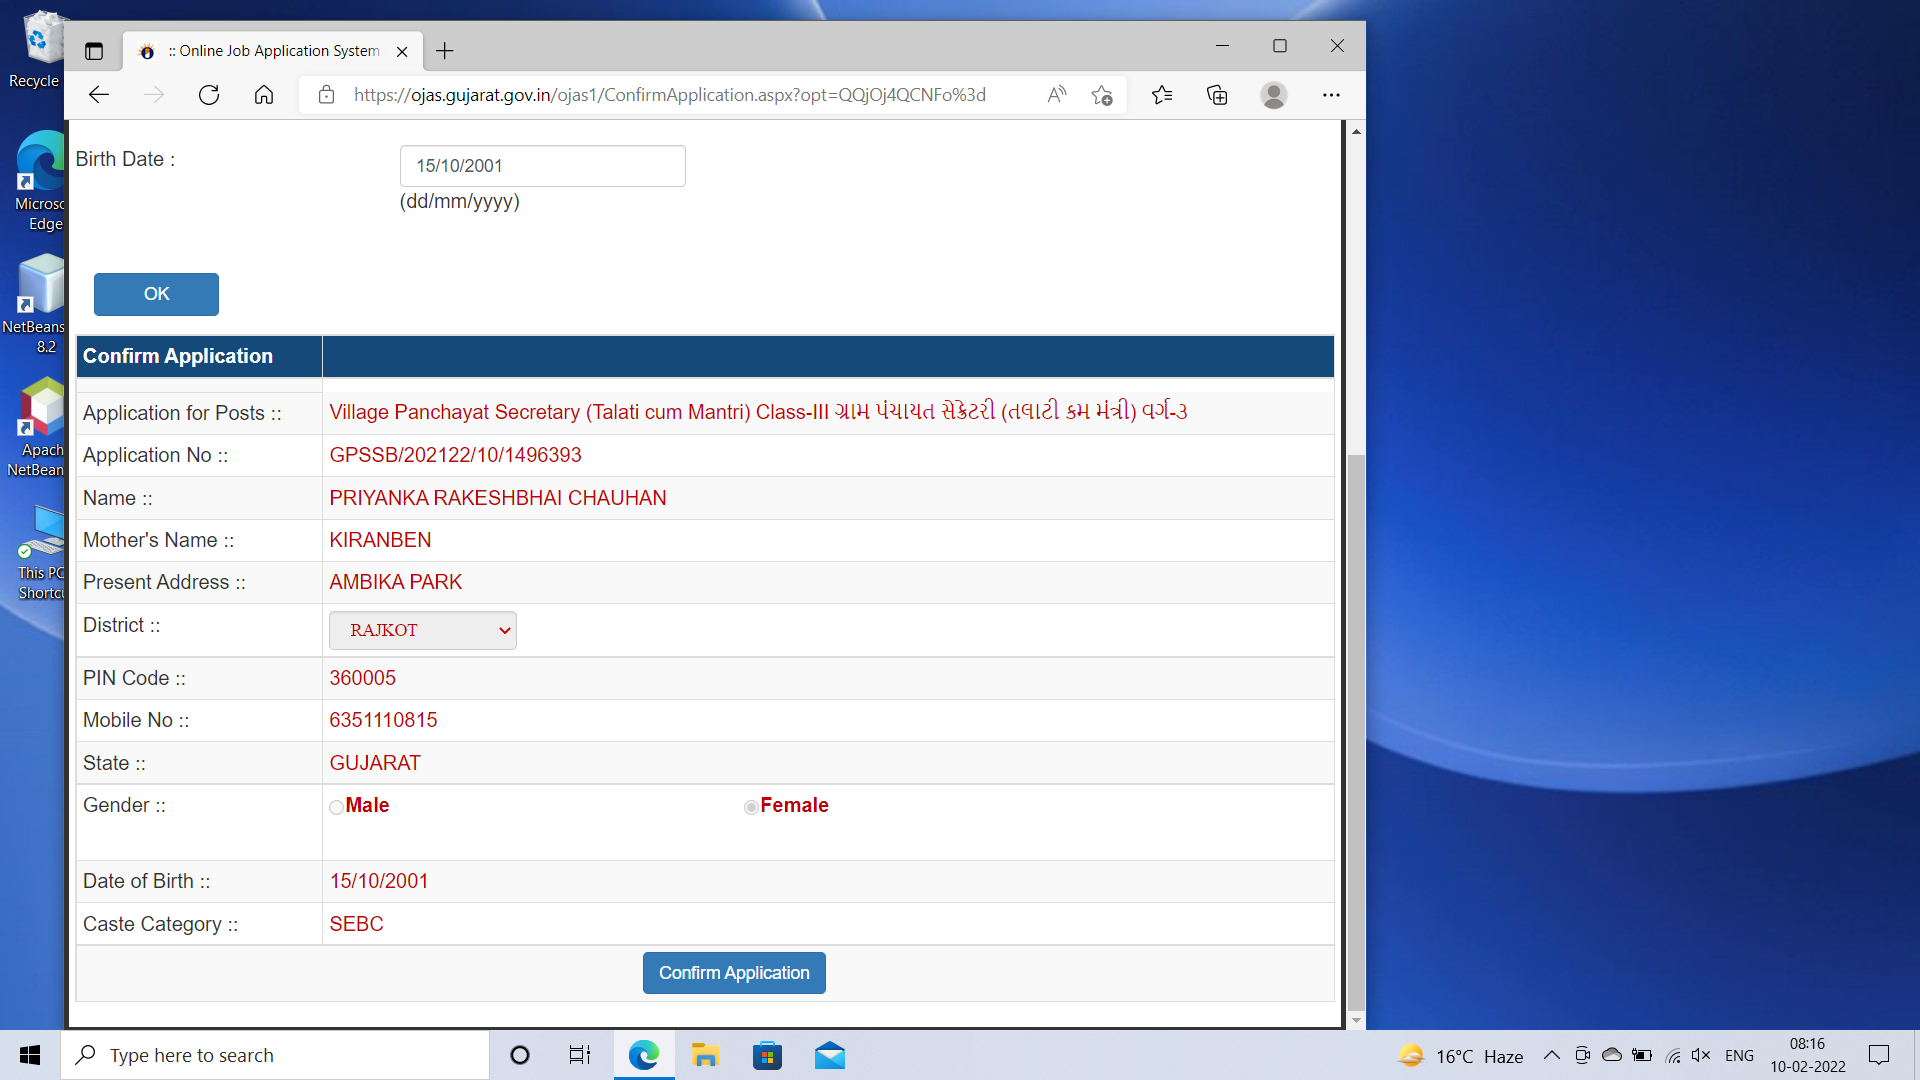 Recycle
Microso
Edge
NetBeans
8.2
Apach
NetBean
This PC
Shortcu
:: Online Job Application System
https://ojas.gujarat.gov.in/ojas1/ConfirmApplication.aspx?opt=QQjOj4QCNFo%3d
Birth Date :
15/10/2001
(dd/mm/yyyy)
OK
Confirm Application
Application for Posts :: Village Panchayat Secretary (Talati cum Mantri) Class-III ગ્રામ પંચાયત સેક્રેટરી (તલાટી કમ મંત્રી) વર્ગ-૩
Application No :: GPSSB/202122/10/1496393
Name :: PRIYANKA RAKESHBHAI CHAUHAN
Mother's Name :: KIRANBEN
Present Address :: AMBIKA PARK
District :: RAJKOT
PIN Code :: 360005
Mobile No :: 6351110815
State :: GUJARAT
Gender :: Male Female
Date of Birth :: 15/10/2001
Caste Category :: SEBC
Confirm Application
Type here to search
16°C Haze
ENG
08:16
10-02-2022